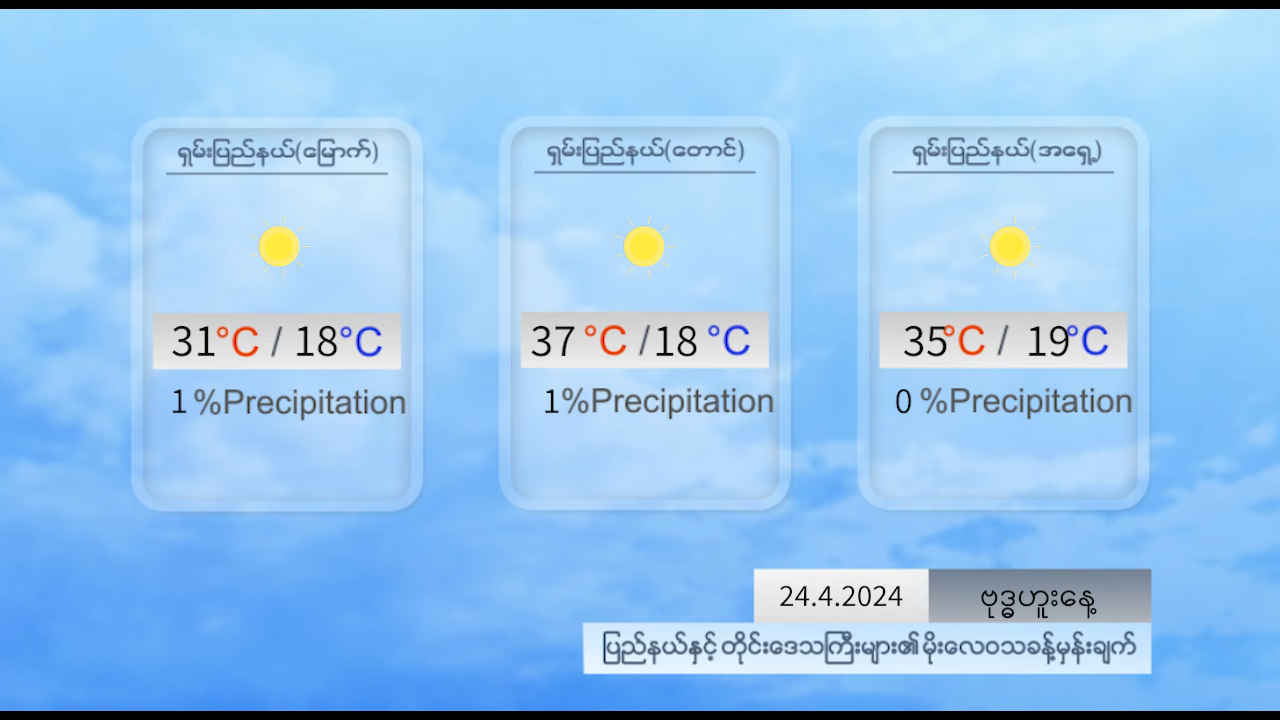 ရှမ်းပြည်နယ်(မြောက်)
31°C / 18°C
1 %Precipitation
ရှမ်းပြည်နယ်(တောင်)
37 °C /18 °C
1%Precipitation
ရှမ်းပြည်နယ်(အရှေ့)
35°C / 19°C
0 %Precipitation
24.4.2024 ဗုဒ္ဓဟူးနေ့
ပြည်နယ်နှင့် တိုင်းဒေသကြီးများ၏ မိုးလေဝသခန့်မှန်းချက်